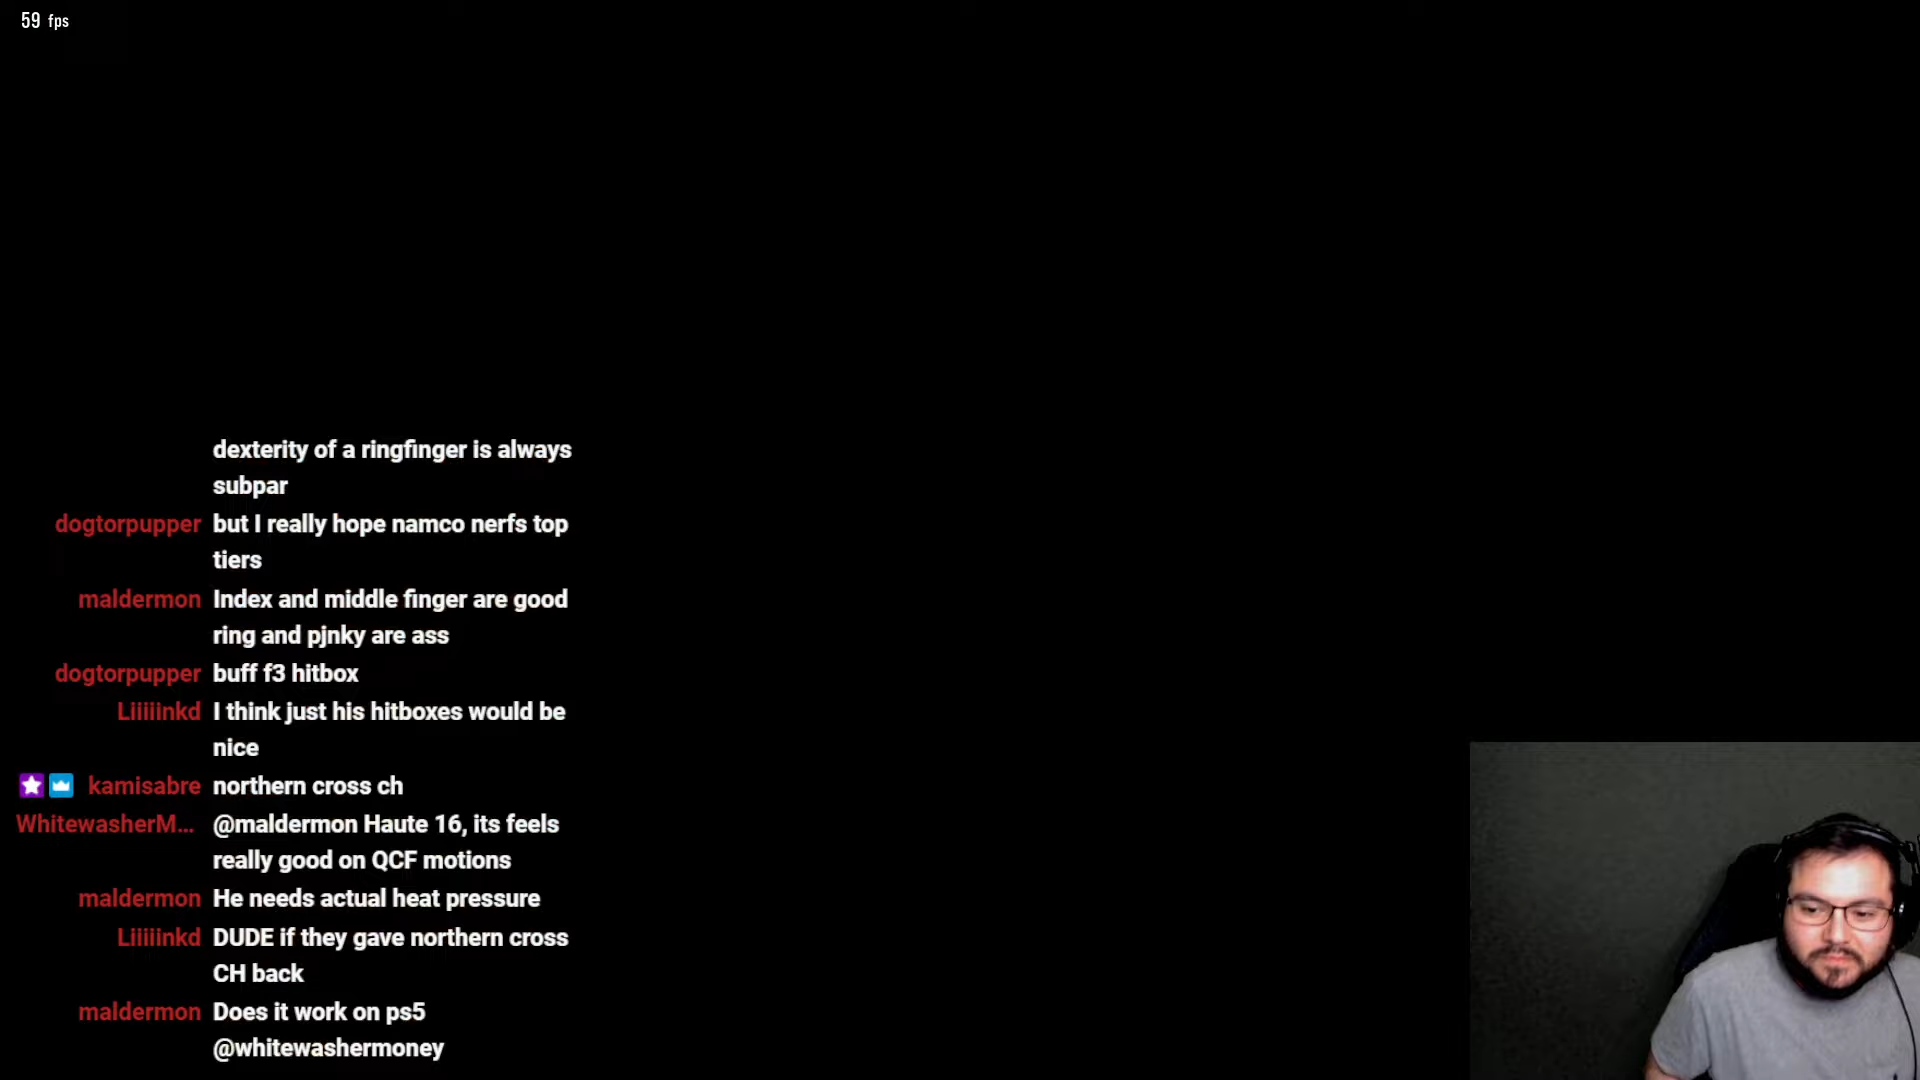 59 fps
dexterity of a ringfinger is always
subpar
dogtorpupper but I really hope namco nerfs top
tiers
maldermon Index and middle finger are good
ring and pjnky are ass
dogtorpupper buff f3 hitbox
Liiiiinkd I think just his hitboxes would be
nice
kamisabre northern cross ch
WhitewasherM... @maldermon Haute 16, its feels
really good on QCF motions
maldermon He needs actual heat pressure
Liiiiinkd DUDE if they gave northern cross
CH back
maldermon Does it work on ps5
@whitewashermoney